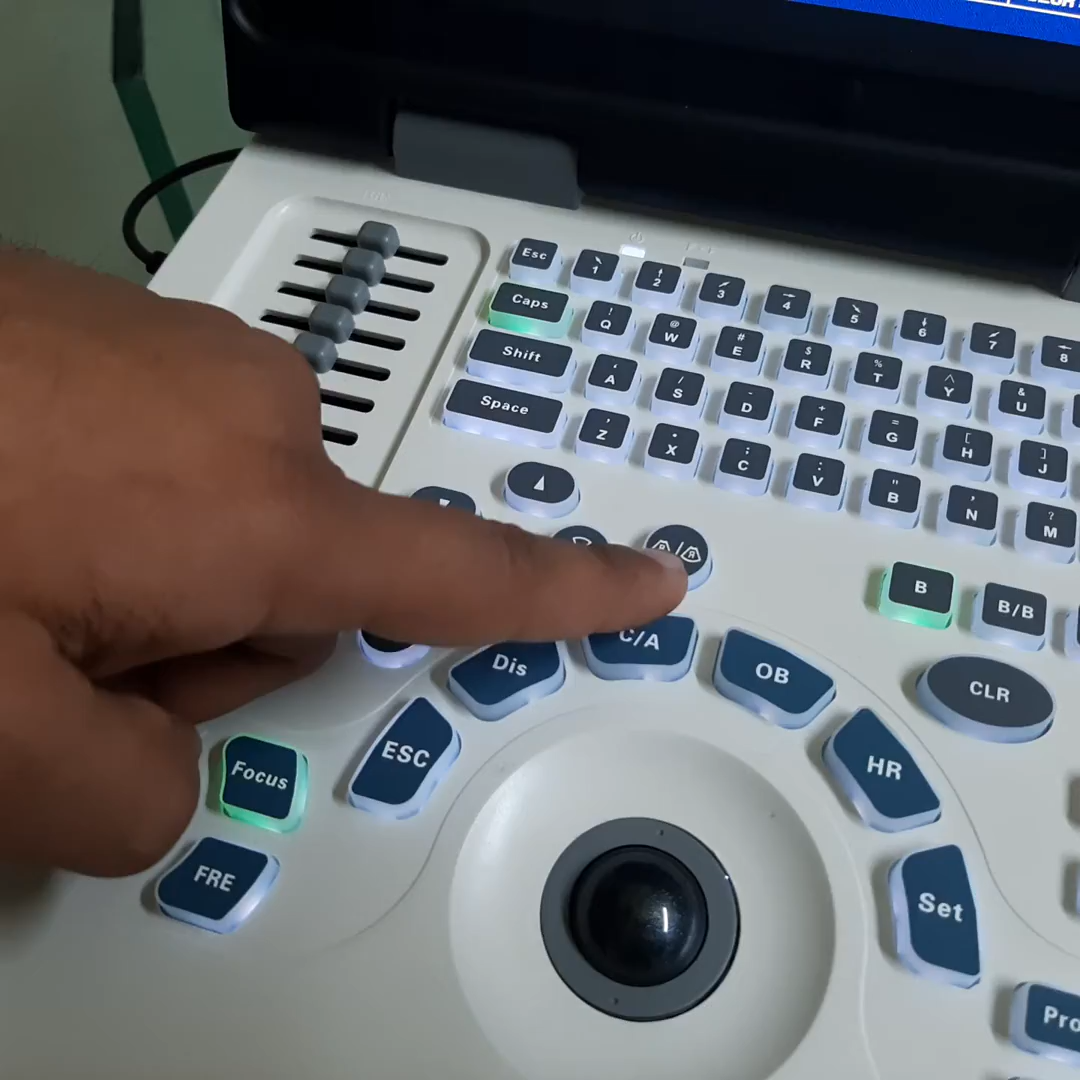 Esc 1 2 3 4 5 6 7 8
Caps ! Q @ W # E $ R % T ^ Y & U
Shift ' A / S - D + F = G [ H ] J
Space , Z • X : C ; V " B ' N ? M
B B/B
C/A
Dis OB CLR
ESC HR
Focus
FRE Set
Pro